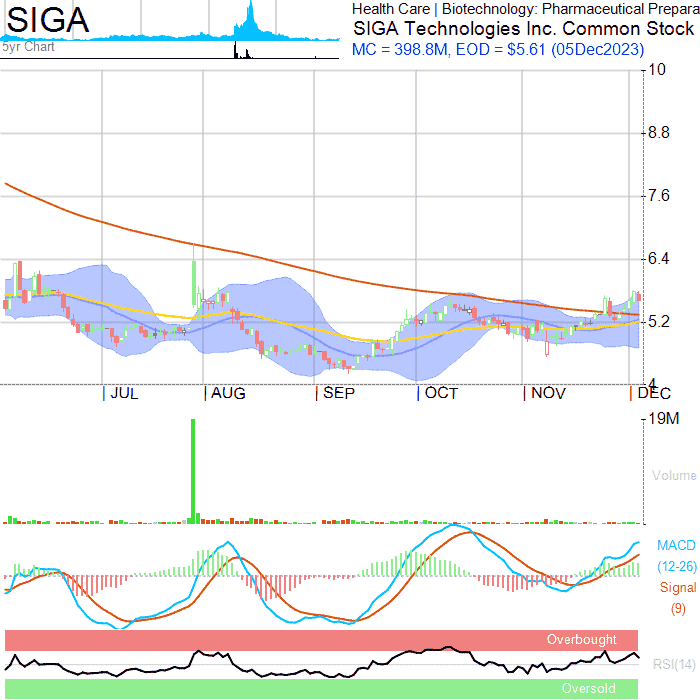 SIGA
5yr Chart
Health Care | Biotechnology: Pharmaceutical Prepara
SIGA Technologies Inc. Common Stock
MC = 398.8M, EOD = $5.61 (05Dec2023)
10
8.8
7.6
6.4
5.2
4
JUL AUG SEP OCT NOV DEC
19M
Volume
MACD
(12-26)
Signal
(9)
Overbought
RSI(14)
Oversold